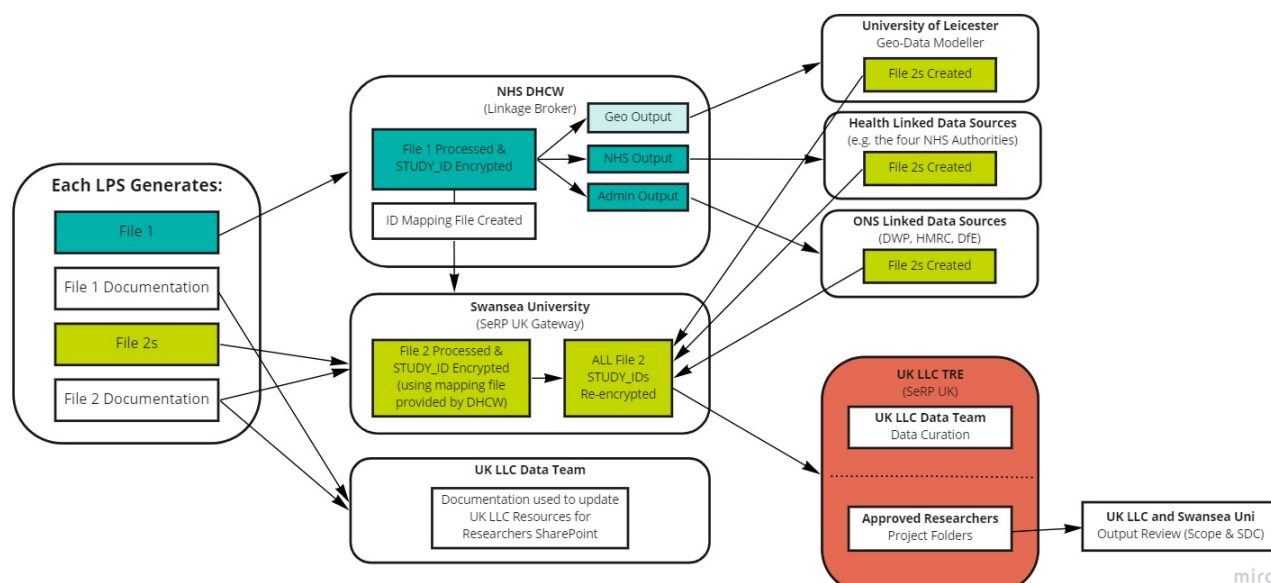 Each LPS Generates:
File 1
File 1 Documentation
File 2s
File 2 Documentation
NHS DHCW
(Linkage Broker)
File 1 Processed &
STUDY_ID Encrypted
ID Mapping File Created
Geo Output
NHS Output
Admin Output
Swansea University
(SeRP UK Gateway)
File 2 Processed &
STUDY_ID Encrypted
(using mapping file
provided by DHCW)
ALL File 2
STUDY_IDs
Re-encrypted
UK LLC Data Team
Documentation used to update
UK LLC Resources for
Researchers SharePoint
University of Leicester
Geo-Data Modeller
File 2s Created
Health Linked Data Sources
(e.g. the four NHS Authorities)
File 2s Created
ONS Linked Data Sources
(DWP, HMRC, DfE)
File 2s Created
UK LLC TRE
(SeRP UK)
UK LLC Data Team
Data Curation
Approved Researchers
Project Folders
UK LLC and Swansea Uni
Output Review (Scope & SDC)